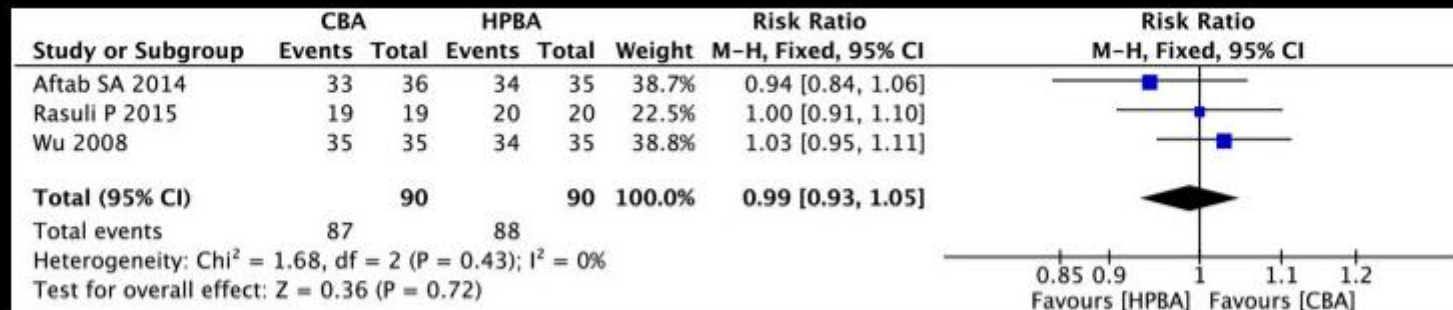 CBA HPBA Risk Ratio Risk Ratio
Study or Subgroup Events Total Events Total Weight M-H, Fixed, 95% CI M-H, Fixed, 95% CI
Aftab SA 2014 33 36 34 35 38.7% 0.94 [0.84, 1.06]
Rasuli P 2015 19 19 20 20 22.5% 1.00 [0.91, 1.10]
Wu 2008 35 35 34 35 38.8% 1.03 [0.95, 1.11]
Total (95% CI) 90 90 100.0% 0.99 [0.93, 1.05]
Total events 87 88
Heterogeneity: Chi² = 1.68, df = 2 (P = 0.43); I² = 0%
Test for overall effect: Z = 0.36 (P = 0.72)
0.85 0.9 1 1.1 1.2
Favours [HPBA] Favours [CBA]